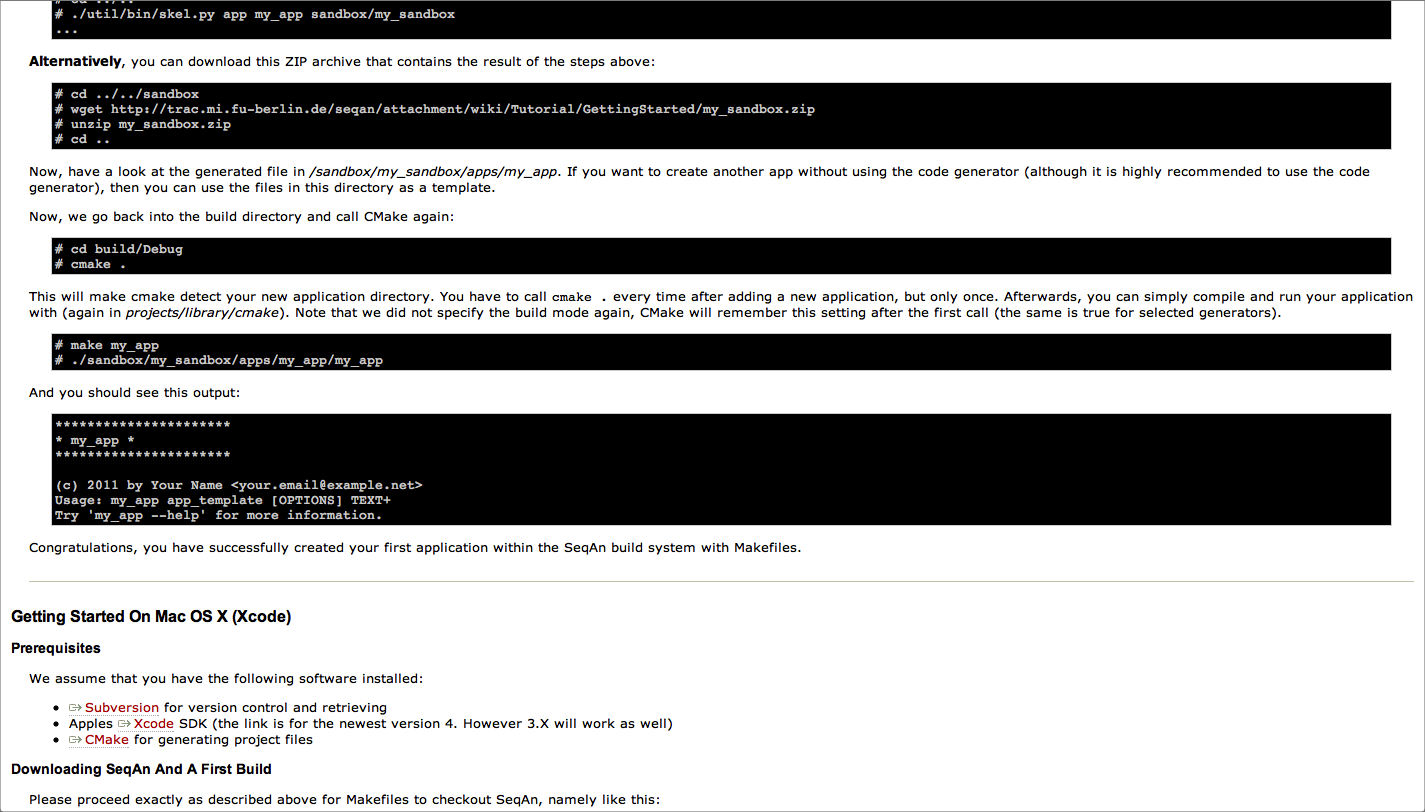 # cd ../..
# ./util/bin/skel.py app my_app sandbox/my_sandbox
...
Alternatively, you can download this ZIP archive that contains the result of the steps above:
# cd ../../sandbox
# wget http://trac.mi.fu-berlin.de/seqan/attachment/wiki/Tutorial/GettingStarted/my_sandbox.zip
# unzip my_sandbox.zip
# cd ..
Now, have a look at the generated file in /sandbox/my_sandbox/apps/my_app. If you want to create another app without using the code generator (although it is highly recommended to use the code
generator), then you can use the files in this directory as a template.
Now, we go back into the build directory and call CMake again:
# cd build/Debug
# cmake .
This will make cmake detect your new application directory. You have to call cmake . every time after adding a new application, but only once. Afterwards, you can simply compile and run your application
with (again in projects/library/cmake). Note that we did not specify the build mode again, CMake will remember this setting after the first call (the same is true for selected generators).
# make my_app
# ./sandbox/my_sandbox/apps/my_app/my_app
And you should see this output:
**********************
* my_app *
**********************
(c) 2011 by Your Name <your.email@example.net>
Usage: my_app app_template [OPTIONS] TEXT+
Try 'my_app --help' for more information.
Congratulations, you have successfully created your first application within the SeqAn build system with Makefiles.
Getting Started On Mac OS X (Xcode)
Prerequisites
We assume that you have the following software installed:
• Subversion for version control and retrieving
• Apples Xcode SDK (the link is for the newest version 4. However 3.X will work as well)
• CMake for generating project files
Downloading SeqAn And A First Build
Please proceed exactly as described above for Makefiles to checkout SeqAn, namely like this: